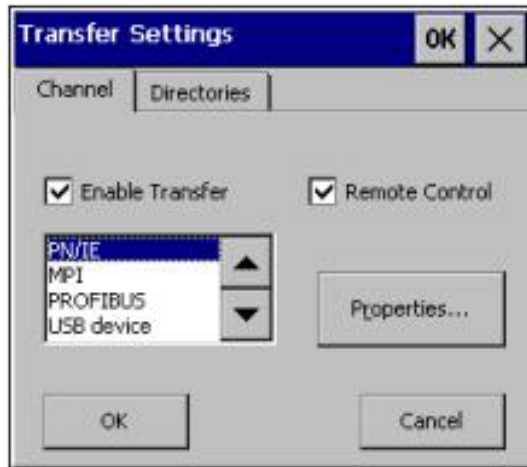 Transfer Settings OK
Channel Directories
Enable Transfer Remote Control
PN/IE
MPI
PROFIBUS
USB device
Properties...
OK Cancel